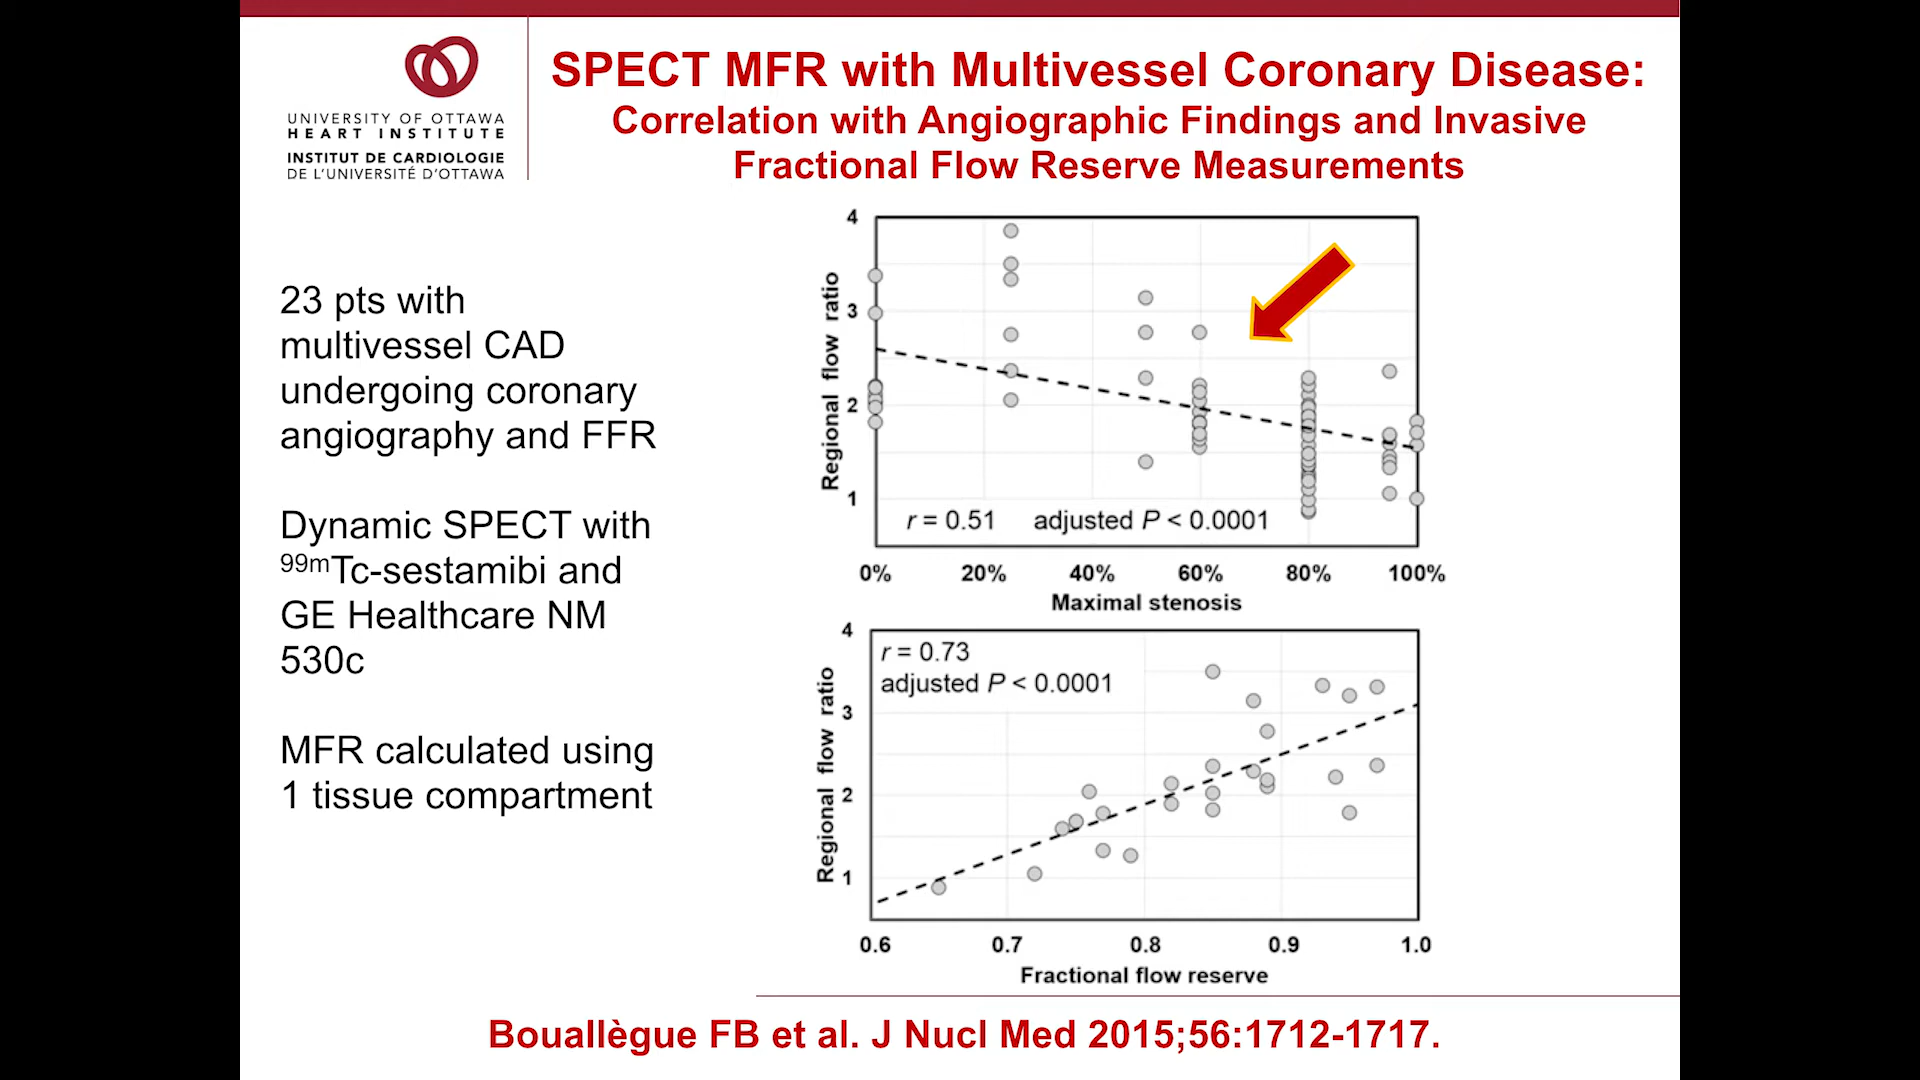 UNIVERSITY OF OTTAWA
HEART INSTITUTE
INSTITUT DE CARDIOLOGIE
DE L'UNIVERSITÉ D'OTTAWA
SPECT MFR with Multivessel Coronary Disease:
Correlation with Angiographic Findings and Invasive
Fractional Flow Reserve Measurements
23 pts with
multivessel CAD
undergoing coronary
angiography and FFR
Dynamic SPECT with
99mTc-sestamibi and
GE Healthcare NM
530c
MFR calculated using
1 tissue compartment
4
3
2
1
Regional flow ratio
r = 0.51 adjusted P < 0.0001
0% 20% 40% 60% 80% 100%
Maximal stenosis
4
3
2
1
Regional flow ratio
r = 0.73
adjusted P < 0.0001
0.6 0.7 0.8 0.9 1.0
Fractional flow reserve
Bouallègue FB et al. J Nucl Med 2015;56:1712-1717.